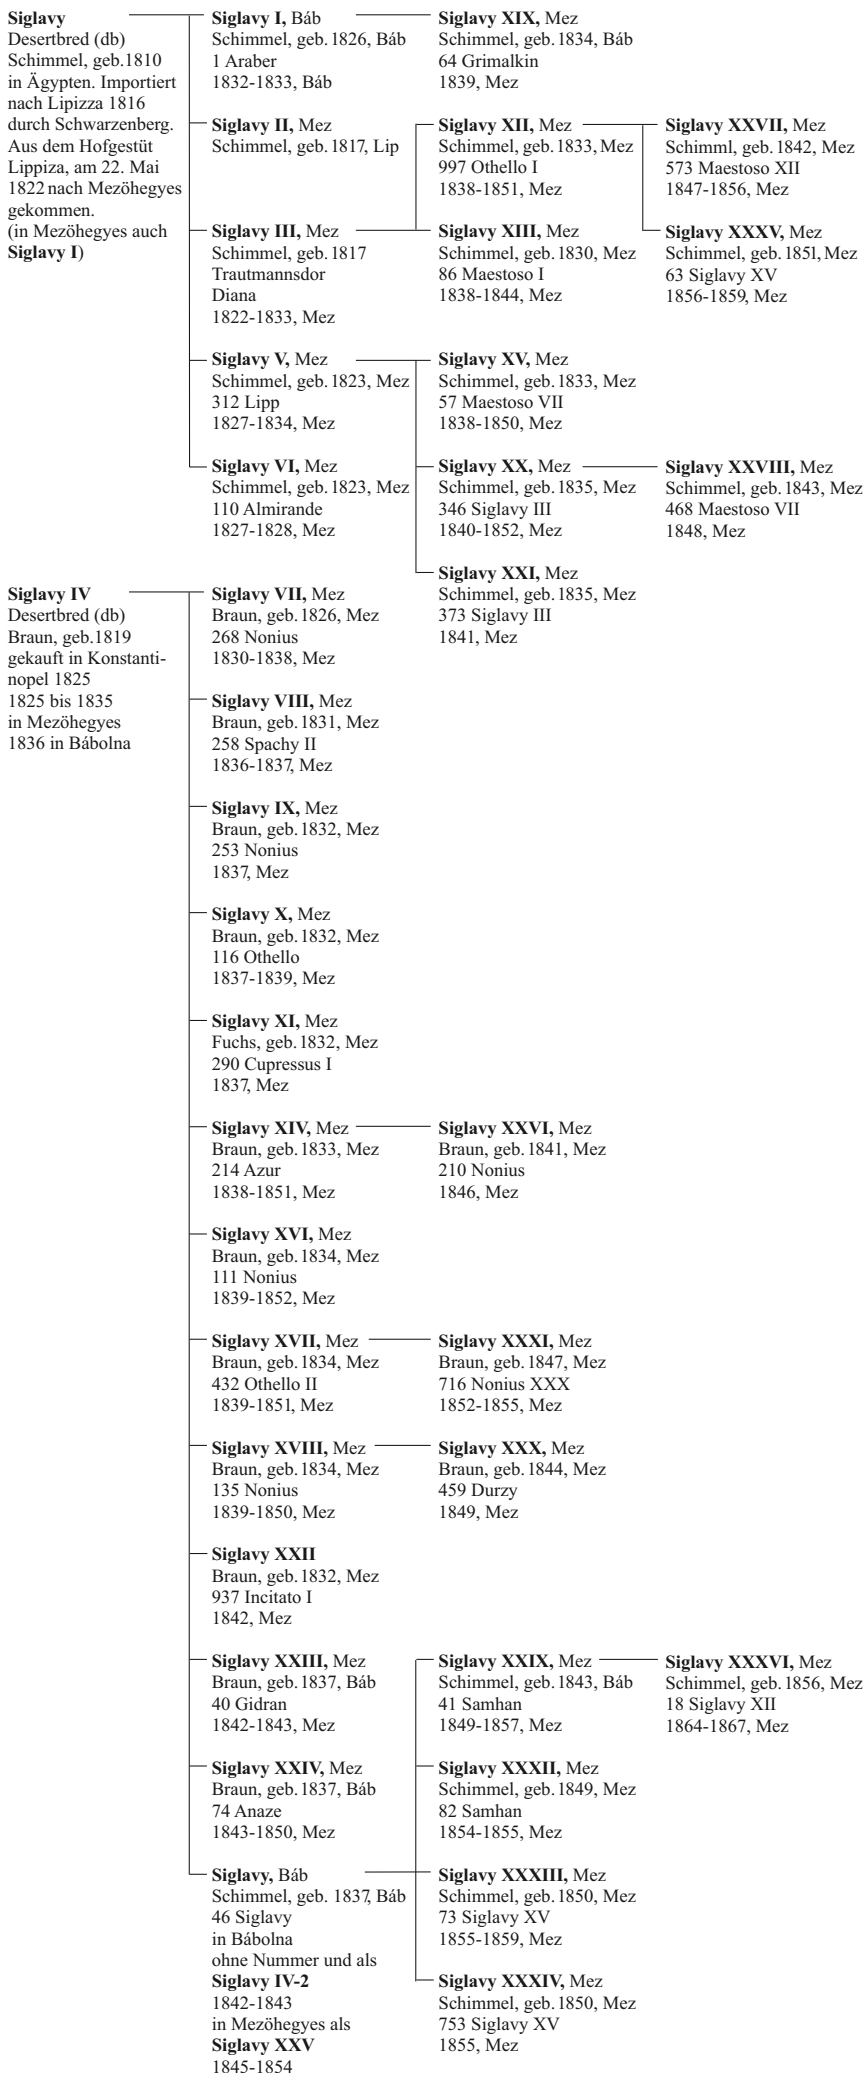 Siglavy
Desertbred (db)
Schimmel, geb.1810
in Ägypten. Importiert
nach Lipizza 1816
durch Schwarzenberg.
Aus dem Hofgestüt
Lippiza, am 22. Mai
1822 nach Mezöhegyes
gekommen.
(in Mezöhegyes auch
Siglavy I)
Siglavy I, Báb
Schimmel, geb. 1826, Báb
1 Araber
1832-1833, Báb
Siglavy XIX, Mez
Schimmel, geb. 1834, Báb
64 Grimalkin
1839, Mez
Siglavy II, Mez
Schimmel, geb. 1817, Lip
Siglavy III, Mez
Schimmel, geb. 1817
Trautmannsdor
Diana
1822-1833, Mez
Siglavy XII, Mez
Schimmel, geb. 1833, Mez
997 Othello I
1838-1851, Mez
Siglavy XXVII, Mez
Schimml, geb. 1842, Mez
573 Maestoso XII
1847-1856, Mez
Siglavy XXXV, Mez
Schimmel, geb. 1851, Mez
63 Siglavy XV
1856-1859, Mez
Siglavy XIII, Mez
Schimmel, geb. 1830, Mez
86 Maestoso I
1838-1844, Mez
Siglavy V, Mez
Schimmel, geb. 1823, Mez
312 Lipp
1827-1834, Mez
Siglavy XV, Mez
Schimmel, geb. 1833, Mez
57 Maestoso VII
1838-1850, Mez
Siglavy VI, Mez
Schimmel, geb. 1823, Mez
110 Almirande
1827-1828, Mez
Siglavy XX, Mez
Schimmel, geb. 1835, Mez
346 Siglavy III
1840-1852, Mez
Siglavy XXVIII, Mez
Schimmel, geb. 1843, Mez
468 Maestoso VII
1848, Mez
Siglavy XXI, Mez
Schimmel, geb. 1835, Mez
373 Siglavy III
1841, Mez
Siglavy IV
Desertbred (db)
Braun, geb.1819
gekauft in Konstanti-
nopel 1825
1825 bis 1835
in Mezöhegyes
1836 in Bábolna
Siglavy VII, Mez
Braun, geb. 1826, Mez
268 Nonius
1830-1838, Mez
Siglavy VIII, Mez
Braun, geb. 1831, Mez
258 Spachy II
1836-1837, Mez
Siglavy IX, Mez
Braun, geb. 1832, Mez
253 Nonius
1837, Mez
Siglavy X, Mez
Braun, geb. 1832, Mez
116 Othello
1837-1839, Mez
Siglavy XI, Mez
Fuchs, geb. 1832, Mez
290 Cupressus I
1837, Mez
Siglavy XIV, Mez
Braun, geb. 1833, Mez
214 Azur
1838-1851, Mez
Siglavy XXVI, Mez
Braun, geb. 1841, Mez
210 Nonius
1846, Mez
Siglavy XVI, Mez
Braun, geb. 1834, Mez
111 Nonius
1839-1852, Mez
Siglavy XVII, Mez
Braun, geb. 1834, Mez
432 Othello II
1839-1851, Mez
Siglavy XXXI, Mez
Braun, geb. 1847, Mez
716 Nonius XXX
1852-1855, Mez
Siglavy XVIII, Mez
Braun, geb. 1834, Mez
135 Nonius
1839-1850, Mez
Siglavy XXX, Mez
Braun, geb. 1844, Mez
459 Durzy
1849, Mez
Siglavy XXII
Braun, geb. 1832, Mez
937 Incitato I
1842, Mez
Siglavy XXIII, Mez
Braun, geb. 1837, Báb
40 Gidran
1842-1843, Mez
Siglavy XXIX, Mez
Schimmel, geb. 1843, Báb
41 Samhan
1849-1857, Mez
Siglavy XXXVI, Mez
Schimmel, geb. 1856, Mez
18 Siglavy XII
1864-1867, Mez
Siglavy XXIV, Mez
Braun, geb. 1837, Báb
74 Anaze
1843-1850, Mez
Siglavy XXXII, Mez
Schimmel, geb. 1849, Mez
82 Samhan
1854-1855, Mez
Siglavy, Báb
Schimmel, geb. 1837, Báb
46 Siglavy
in Bábolna
ohne Nummer und als
Siglavy IV-2
1842-1843
in Mezöhegyes als
Siglavy XXV
1845-1854
Siglavy XXXIII, Mez
Schimmel, geb. 1850, Mez
73 Siglavy XV
1855-1859, Mez
Siglavy XXXIV, Mez
Schimmel, geb. 1850, Mez
753 Siglavy XV
1855, Mez